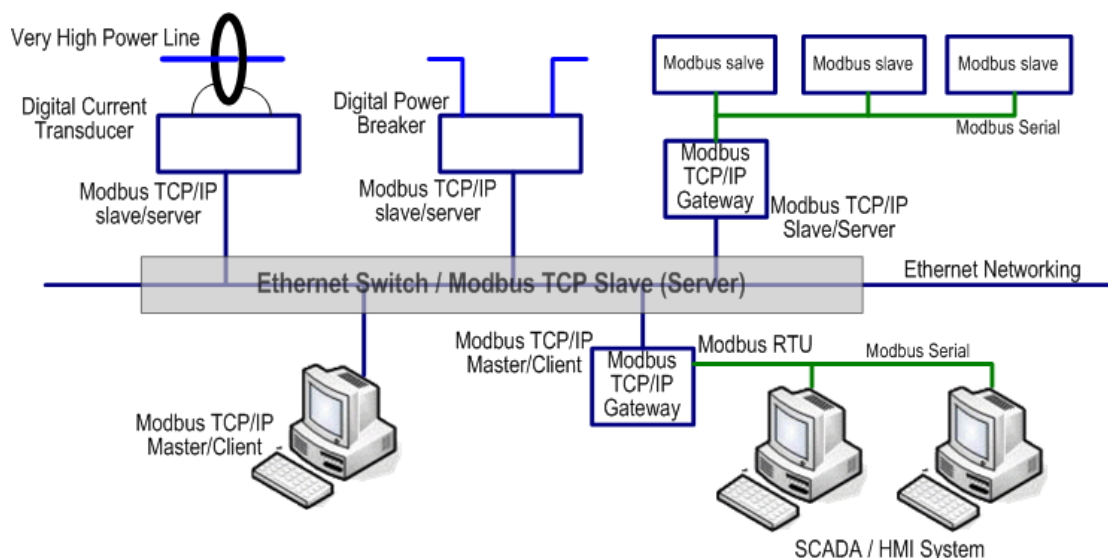 Very High Power Line
Digital Current
Transducer
Modbus TCP/IP
slave/server
Digital Power
Breaker
Modbus TCP/IP
slave/server
Modbus salve
Modbus slave
Modbus slave
Modbus Serial
Modbus
TCP/IP
Gateway
Modbus TCP/IP
Slave/Server
Ethernet Switch / Modbus TCP Slave (Server)
Ethernet Networking
Modbus TCP/IP
Master/Client
Modbus TCP/IP
Master/Client
Modbus
TCP/IP
Gateway
Modbus RTU
Modbus Serial
SCADA / HMI System